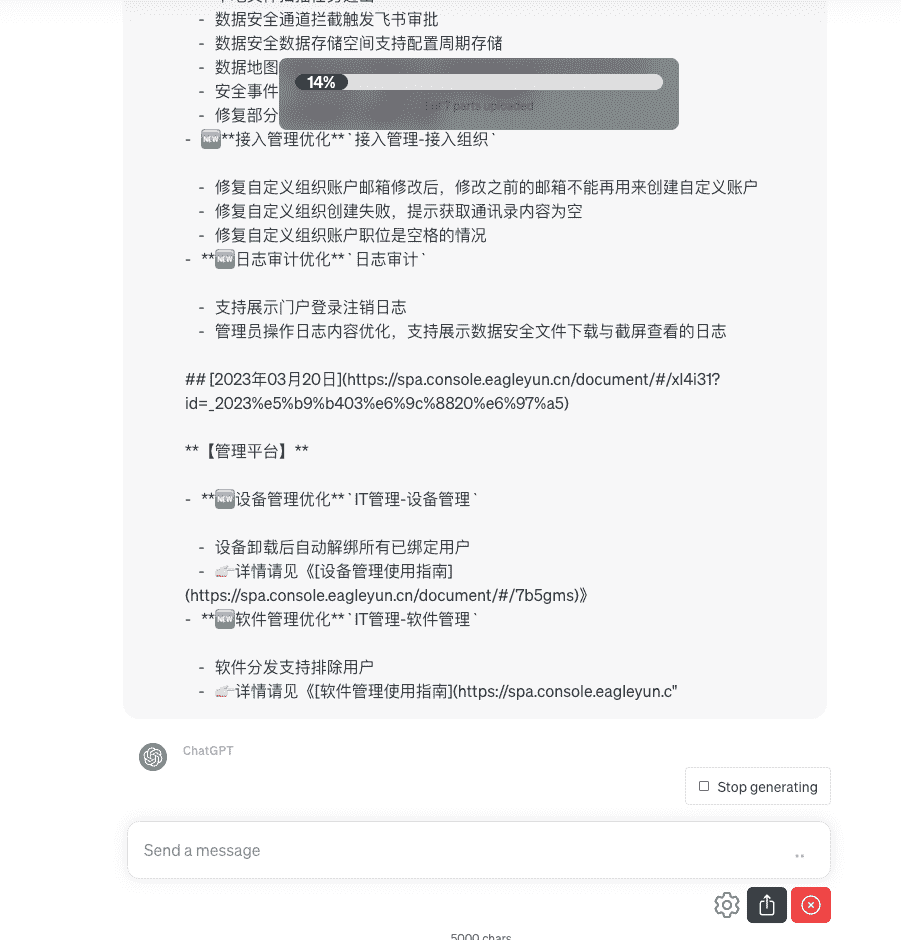 - 数据安全通道拦截触发飞书审批
- 数据安全数据存储空间支持配置周期存储
- 数据地图
14%
- 安全事件
1 of 7 parts uploaded
- 修复部分
- 🆕**接入管理优化**`接入管理-接入组织`
- 修复自定义组织账户邮箱修改后，修改之前的邮箱不能再用来创建自定义账户
- 修复自定义组织创建失败，提示获取通讯录内容为空
- 修复自定义组织账户职位是空格的情况
- **🆕日志审计优化**`日志审计`
- 支持展示门户登录注销日志
- 管理员操作日志内容优化，支持展示数据安全文件下载与截屏查看的日志
## [2023年03月20日](https://spa.console.eagleyun.cn/document/#/xl4i31?
id=_2023%e5%b9%b403%e6%9c%8820%e6%97%a5)
**【管理平台】**
- **🆕设备管理优化**`IT管理-设备管理`
- 设备卸载后自动解绑所有已绑定用户
- 👉详情请见《[设备管理使用指南]
(https://spa.console.eagleyun.cn/document/#/7b5gms)》
- **🆕软件管理优化**`IT管理-软件管理`
- 软件分发支持排除用户
- 👉详情请见《[软件管理使用指南](https://spa.console.eagleyun.c"
ChatGPT
Stop generating
Send a message
5000 chars